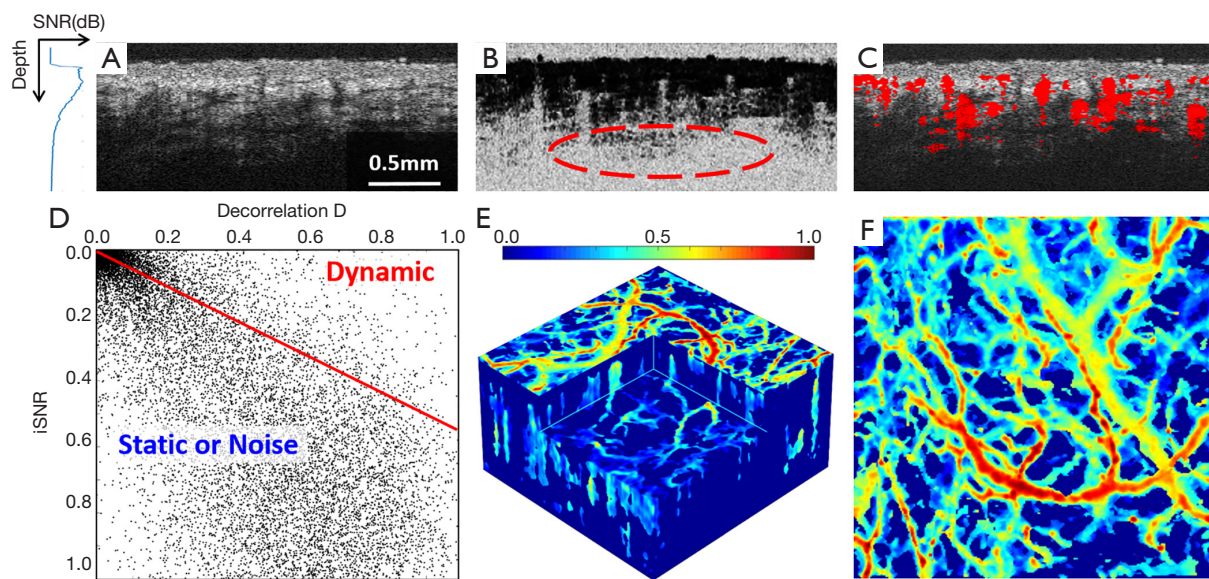 SNR(dB)
Depth
A
0.5mm
B
C
D
Decorrelation D
0.0 0.2 0.4 0.6 0.8 1.0
iSNR
0.0
0.2
0.4
0.6
0.8
1.0
Dynamic
Static or Noise
E
0.0 0.5 1.0
F